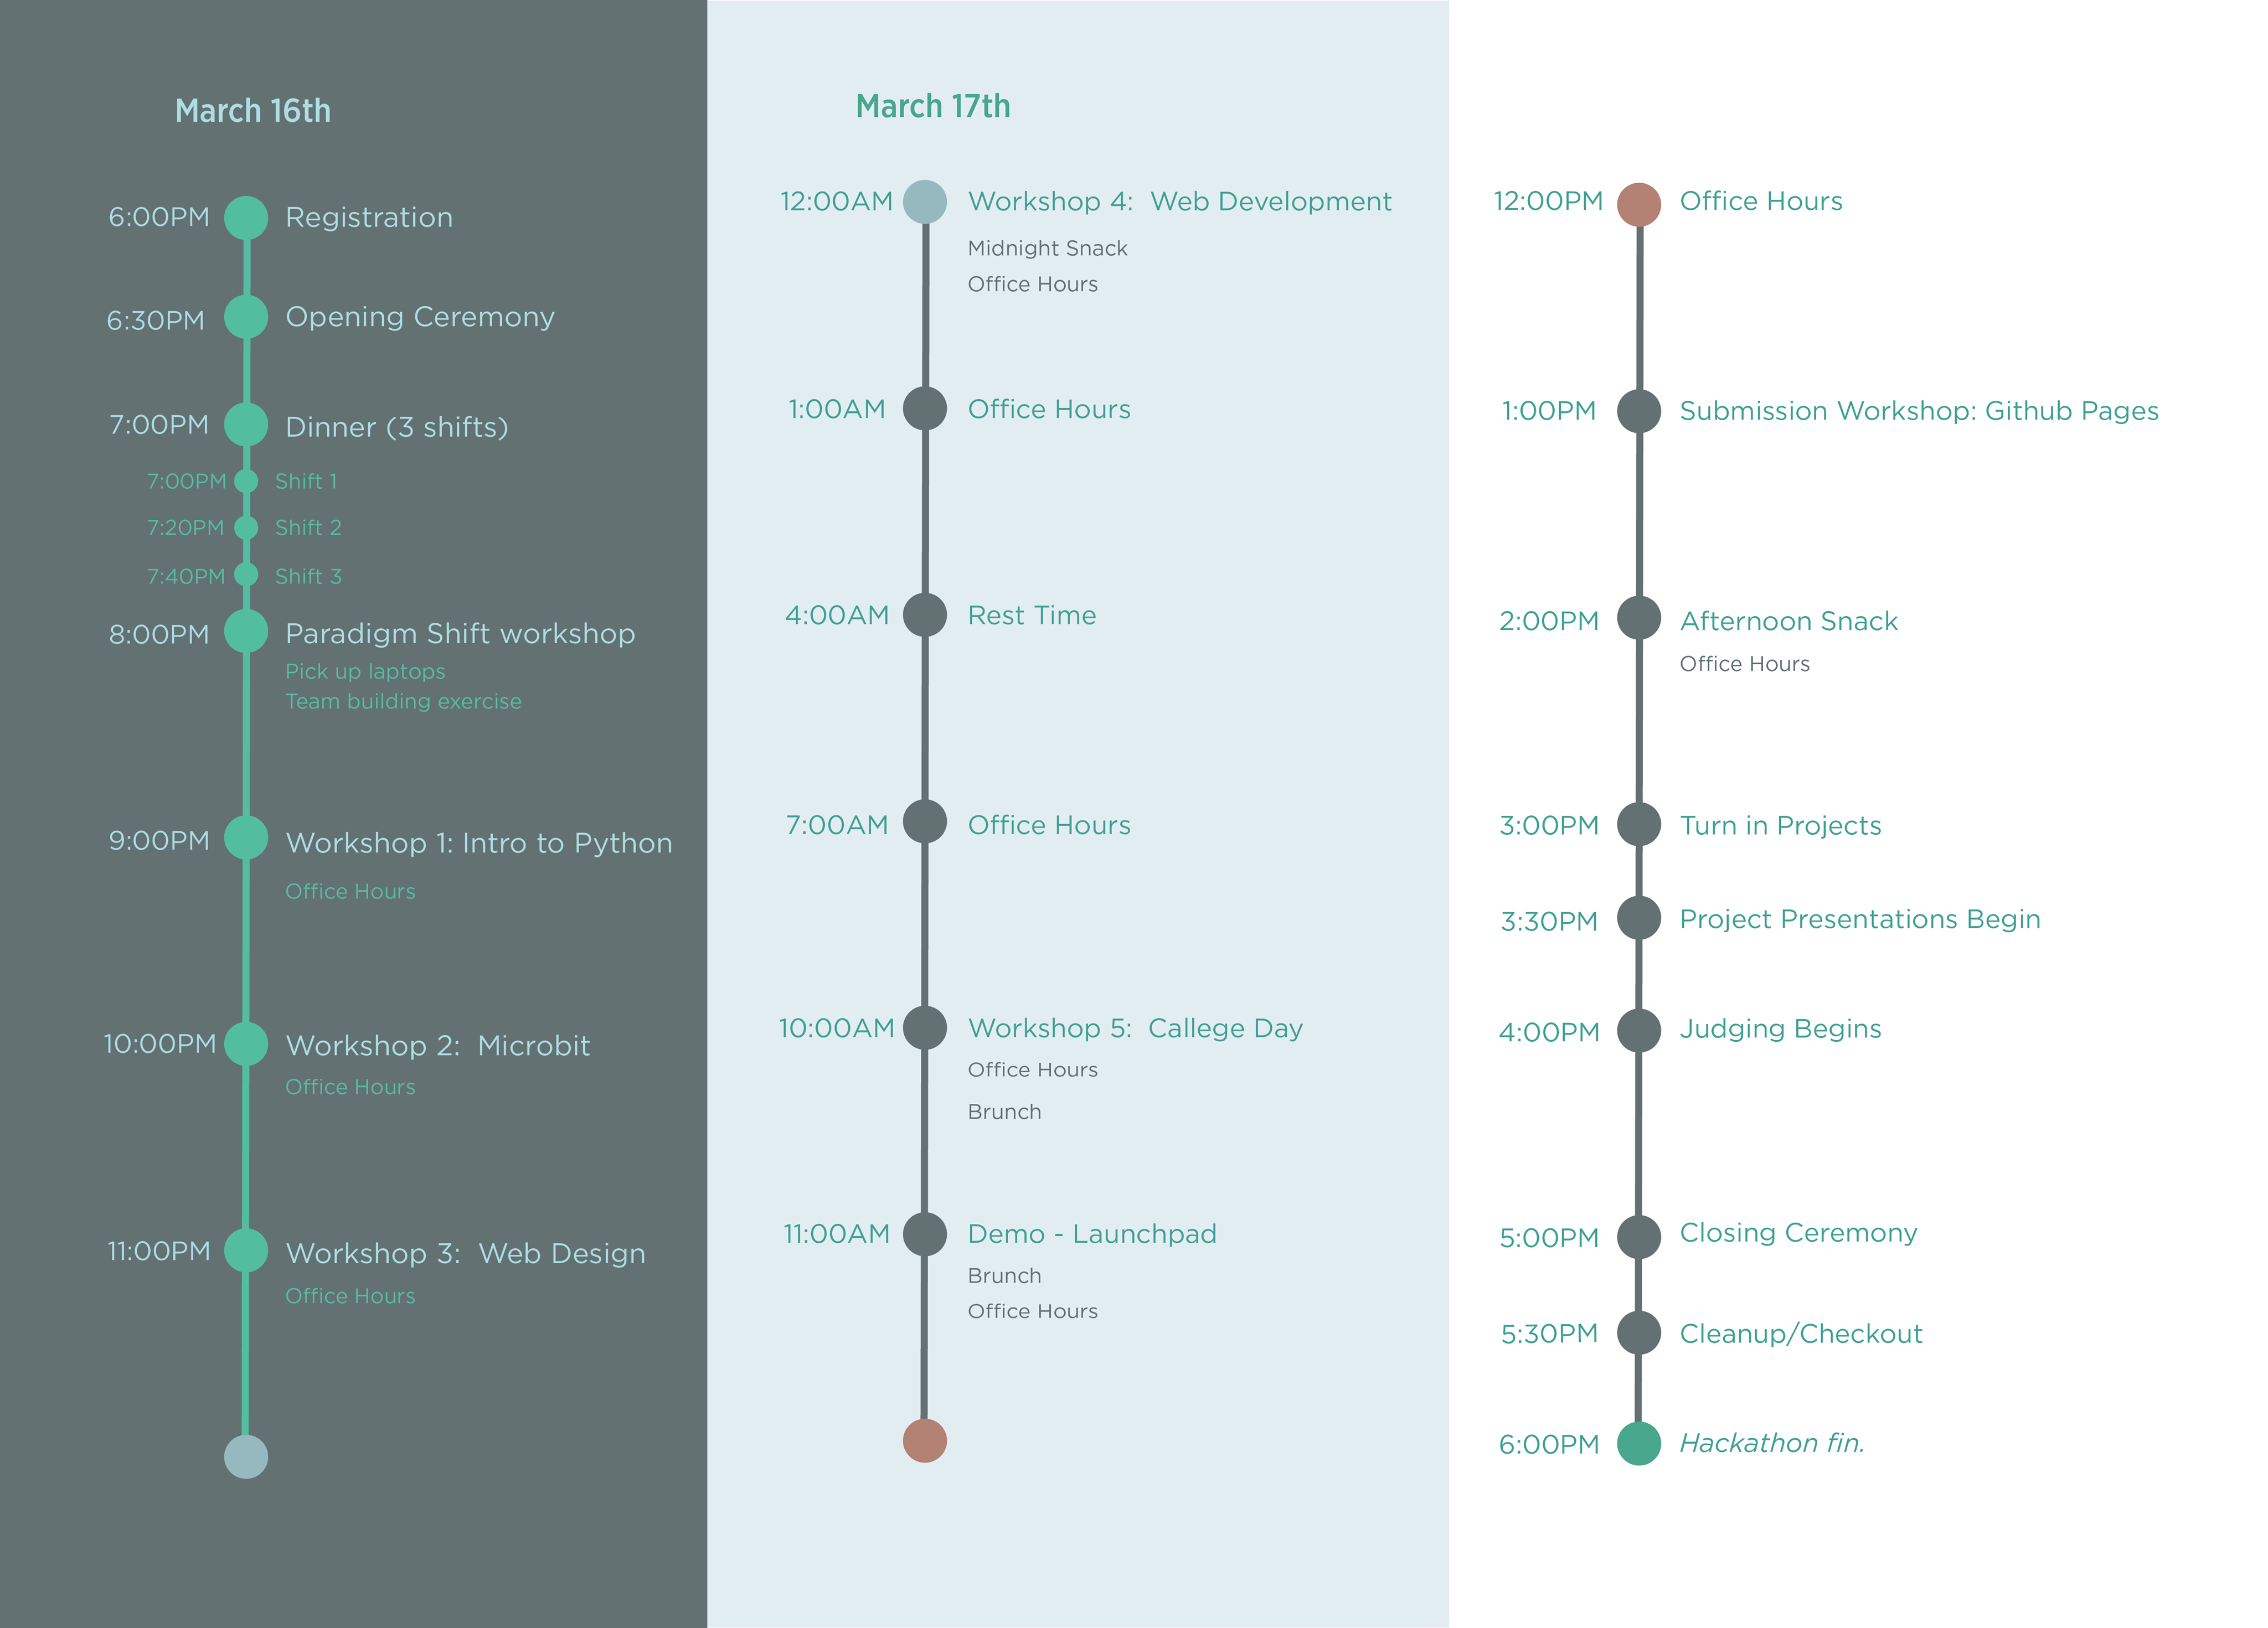 March 16th
6:00PM Registration
6:30PM Opening Ceremony
7:00PM Dinner (3 shifts)
7:00PM Shift 1
7:20PM Shift 2
7:40PM Shift 3
8:00PM Paradigm Shift workshop
Pick up laptops
Team building exercise
9:00PM Workshop 1: Intro to Python
Office Hours
10:00PM Workshop 2: Microbit
Office Hours
11:00PM Workshop 3: Web Design
Office Hours
March 17th
12:00AM Workshop 4: Web Development
Midnight Snack
Office Hours
1:00AM Office Hours
4:00AM Rest Time
7:00AM Office Hours
10:00AM Workshop 5: Callege Day
Office Hours
Brunch
11:00AM Demo - Launchpad
Brunch
Office Hours
12:00PM Office Hours
1:00PM Submission Workshop: Github Pages
2:00PM Afternoon Snack
Office Hours
3:00PM Turn in Projects
3:30PM Project Presentations Begin
4:00PM Judging Begins
5:00PM Closing Ceremony
5:30PM Cleanup/Checkout
6:00PM Hackathon fin.